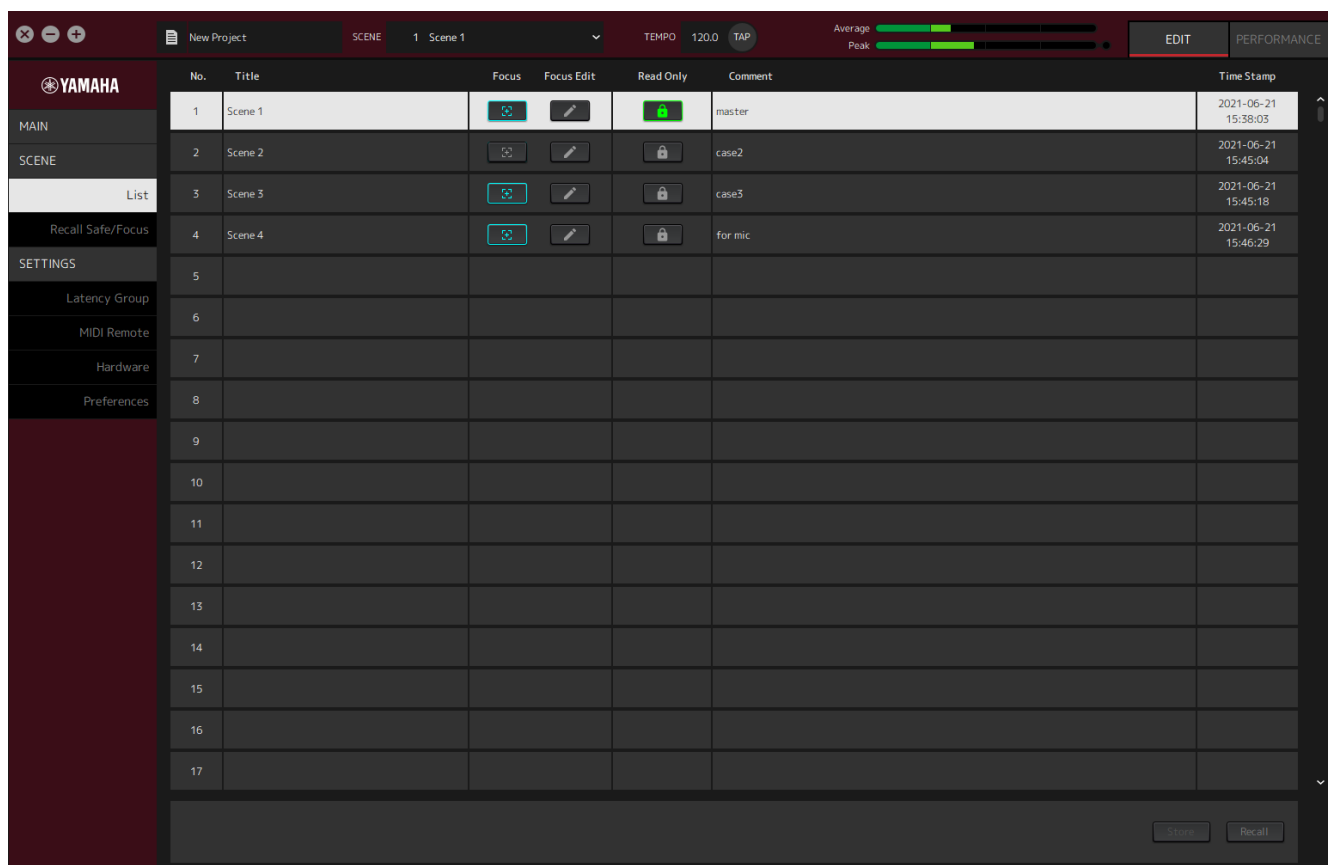 New Project SCENE 1 Scene 1 TEMPO 120.0 TAP Average Peak EDIT PERFORMANCE
YAMAHA
MAIN
SCENE
List
Recall Safe/Focus
SETTINGS
Latency Group
MIDI Remote
Hardware
Preferences
No. Title Focus Focus Edit Read Only Comment Time Stamp
1 Scene 1 master 2021-06-21
15:38:03
2 Scene 2 case2 2021-06-21
15:45:04
3 Scene 3 case3 2021-06-21
15:45:18
4 Scene 4 for mic 2021-06-21
15:46:29
5
6
7
8
9
10
11
12
13
14
15
16
17
Store Recall